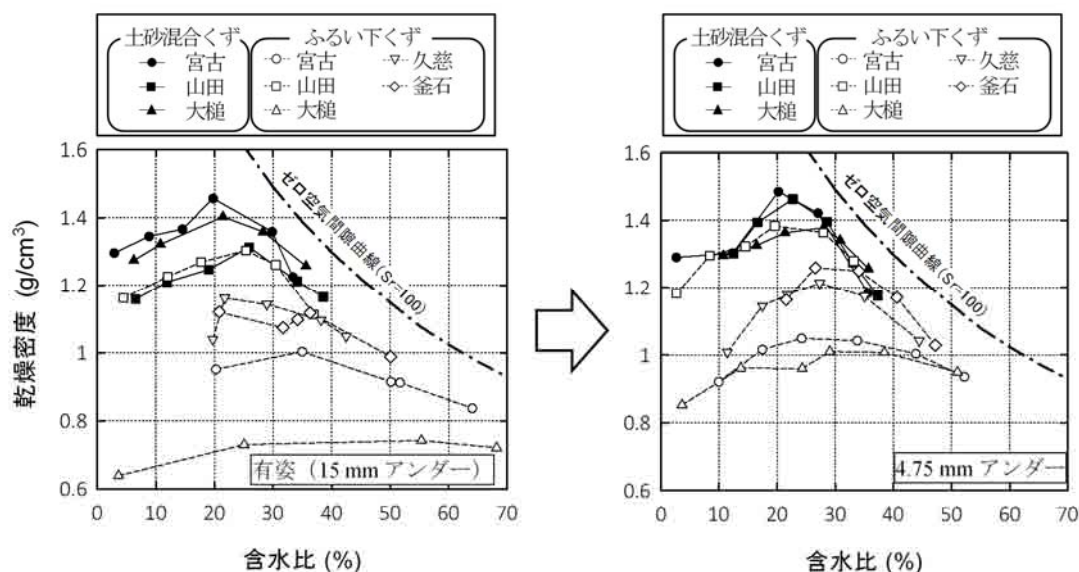 土砂混合くず ふるい下くず
宮古 宮古 久慈
山田 山田 釜石
大槌 大槌
1.6
1.4
1.2
1
0.8
0.6
乾燥密度 (g/cm³)
ゼロ空気間隙曲線(Sr=100)
有姿（15 mm アンダー）
0 10 20 30 40 50 60 70
含水比 (%)
土砂混合くず ふるい下くず
宮古 宮古 久慈
山田 山田 釜石
大槌 大槌
1.6
1.4
1.2
1
0.8
0.6
ゼロ空気間隙曲線(Sr=100)
4.75 mm アンダー
0 10 20 30 40 50 60 70
含水比 (%)